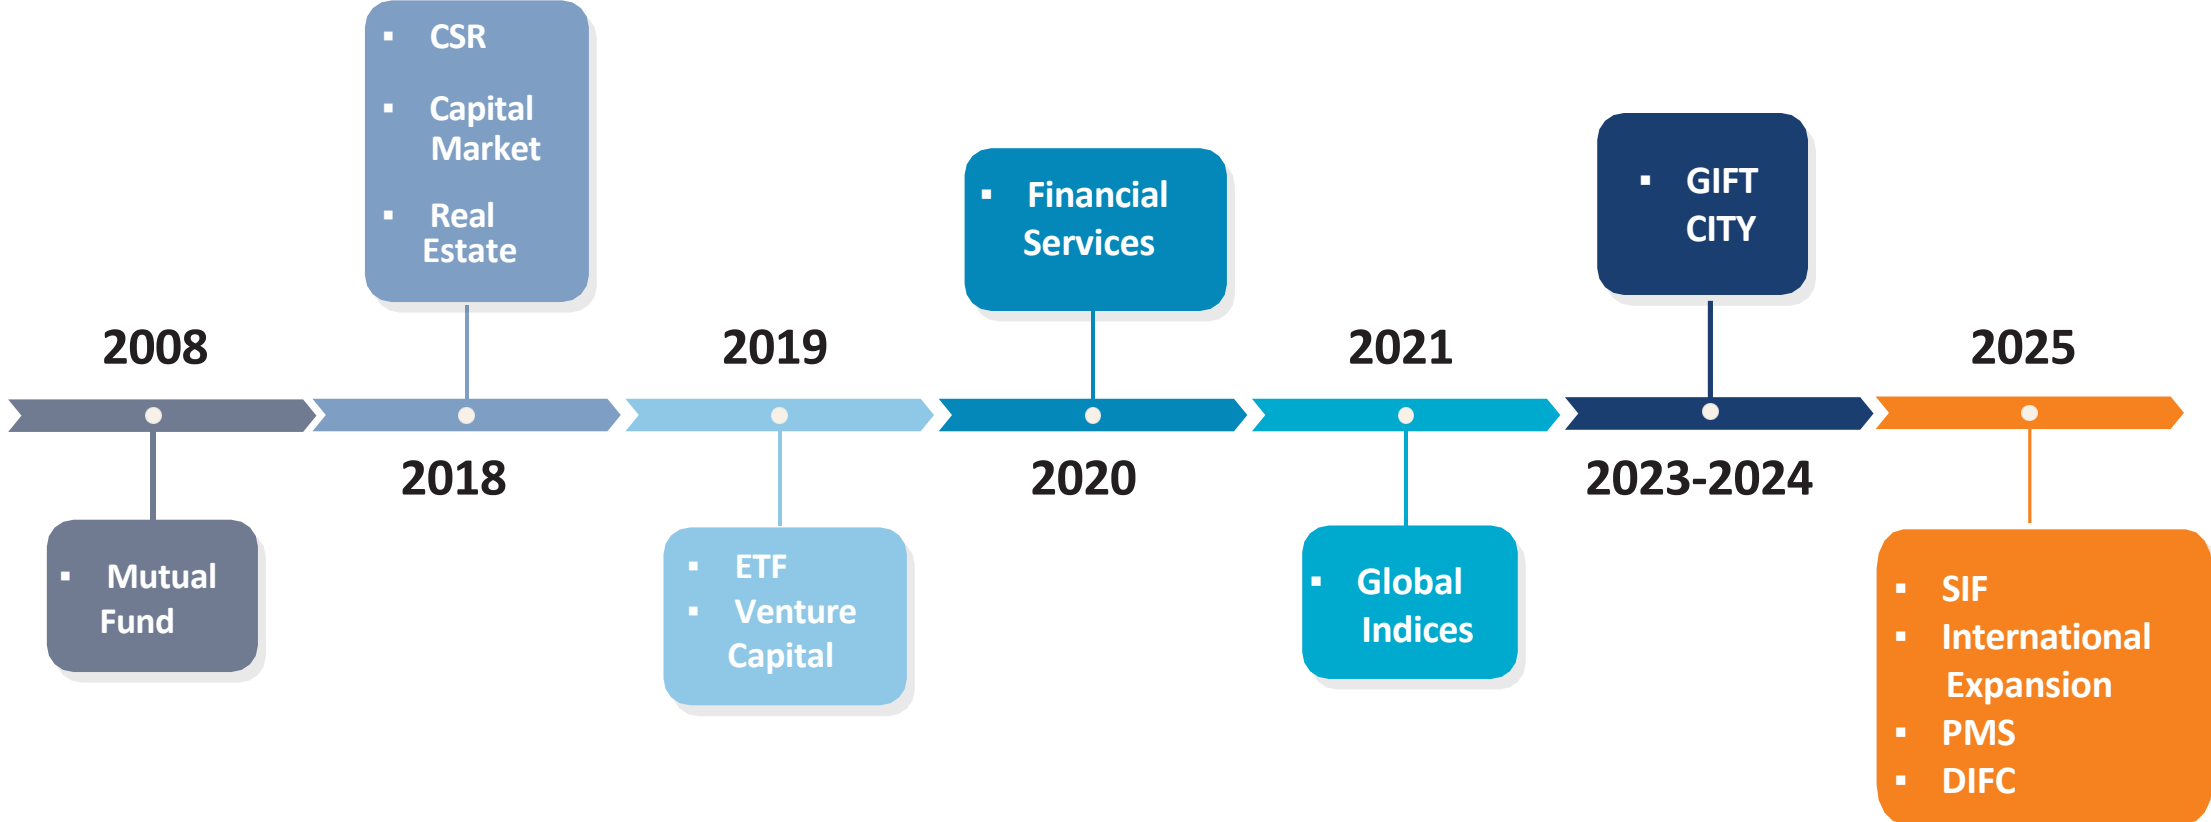 2008
▪ Mutual
Fund
▪ CSR
▪ Capital
Market
▪ Real
Estate
2018
2019
▪ ETF
▪ Venture
Capital
▪ Financial
Services
2020
2021
▪ Global
Indices
▪ GIFT
CITY
2023-2024
2025
▪ SIF
▪ International
Expansion
▪ PMS
▪ DIFC